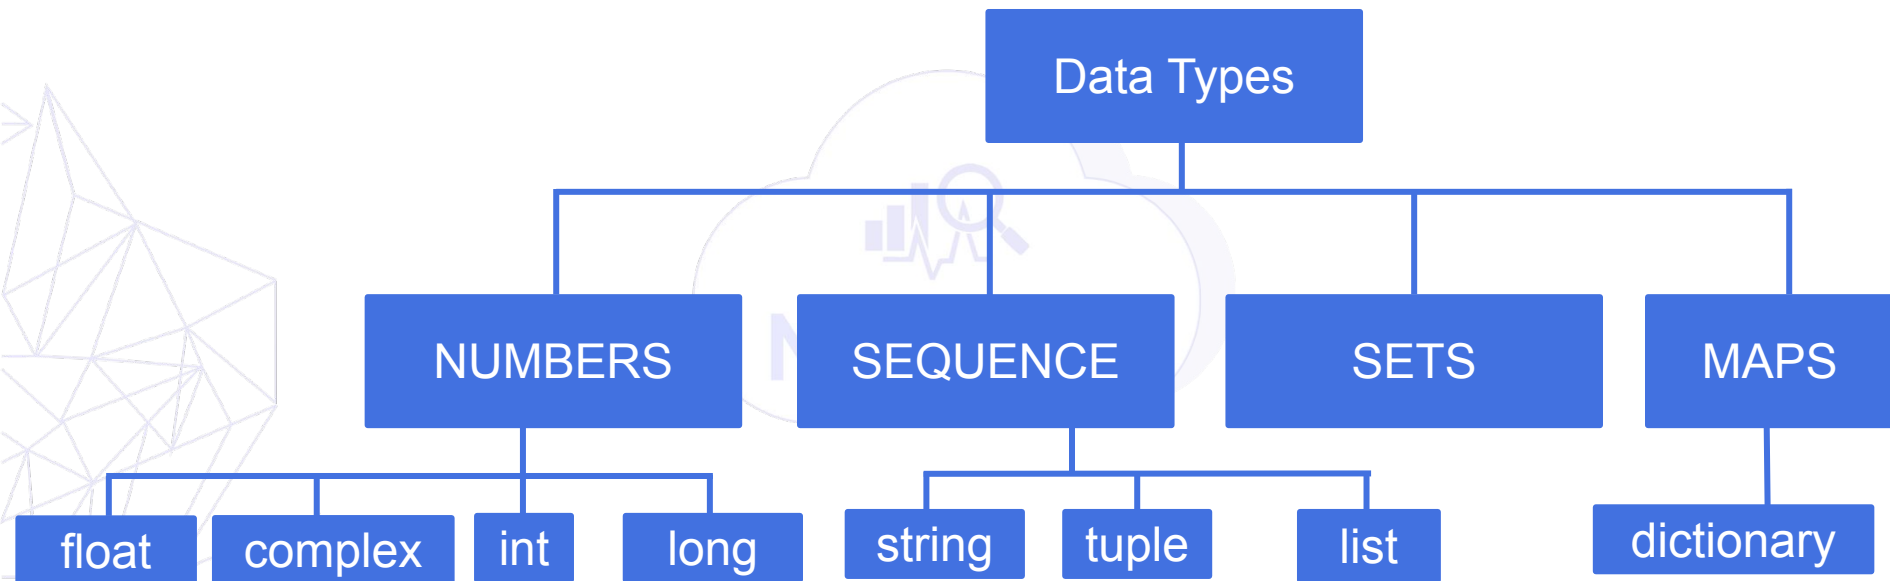 Data Types
NUMBERS
SEQUENCE
SETS
MAPS
float
complex
int
long
string
tuple
list
dictionary